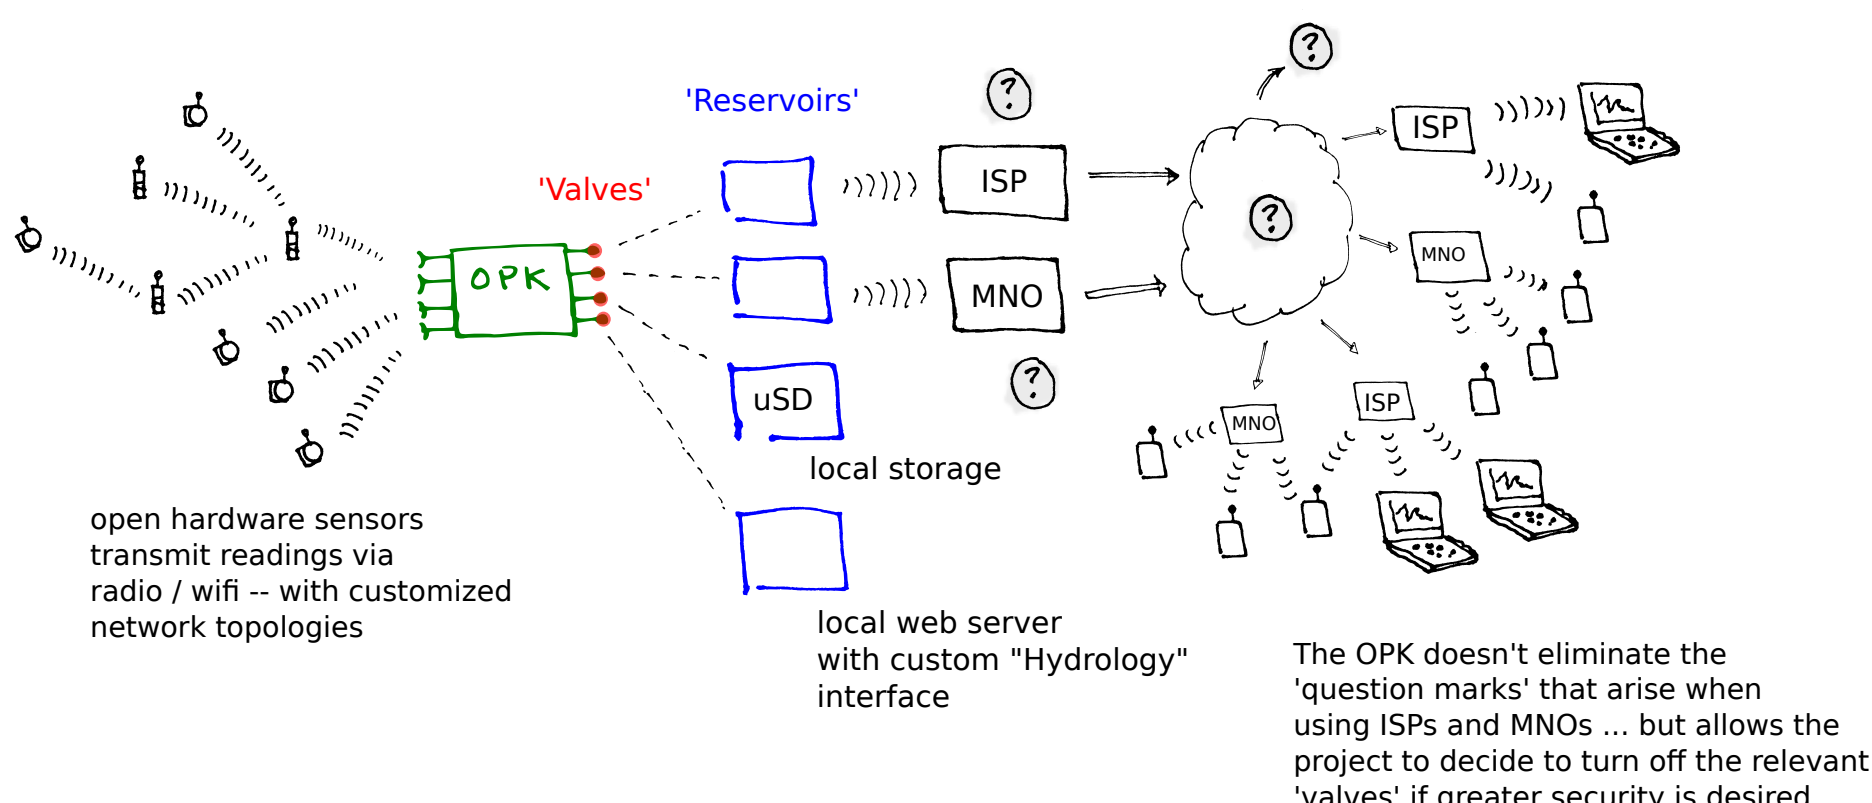 ?
'Reservoirs'
?
ISP
ISP
'Valves'
?
OPK
MNO
MNO
?
uSD
ISP
MNO
local storage
open hardware sensors
transmit readings via
radio / wifi -- with customized
network topologies
local web server
with custom "Hydrology"
interface
The OPK doesn't eliminate the
'question marks' that arise when
using ISPs and MNOs ... but allows the
project to decide to turn off the relevant
'valves' if greater security is desired